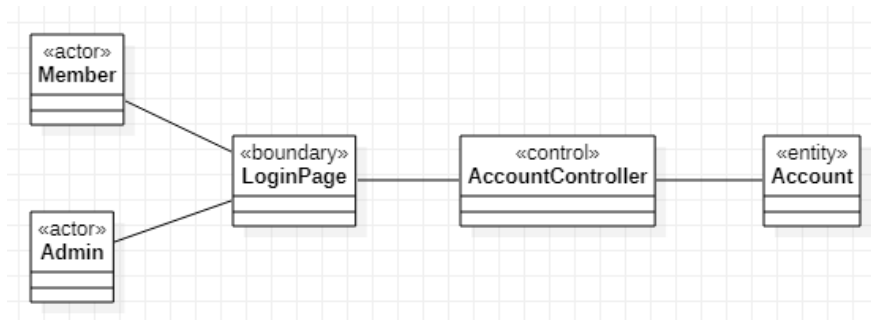 «actor»
Member
«boundary»
LoginPage
«control»
AccountController
«entity»
Account
«actor»
Admin